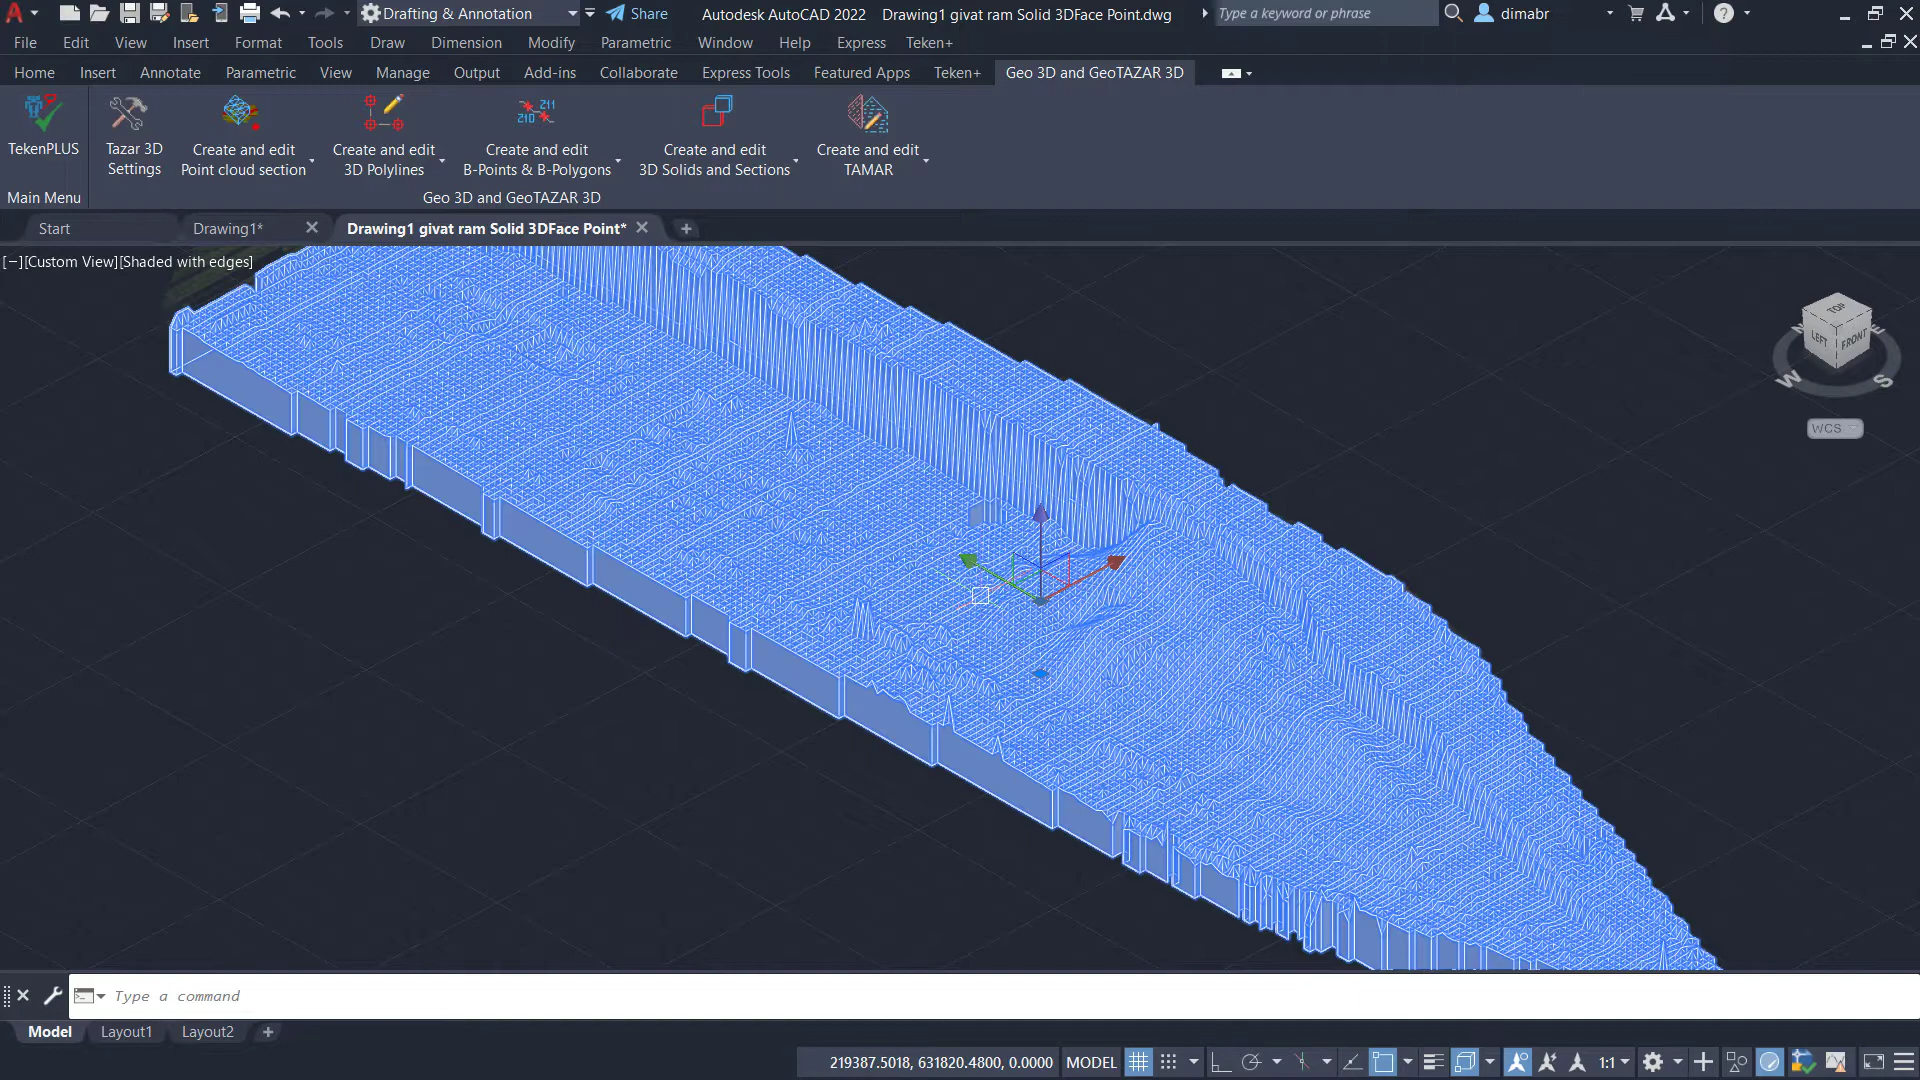 Drafting & Annotation Share Autodesk AutoCAD 2022 Drawing1 givat ram Solid 3DFace Point.dwg Type a keyword or phrase dimabr
File Edit View Insert Format Tools Draw Dimension Modify Parametric Window Help Express Teken+
Home Insert Annotate Parametric View Manage Output Add-ins Collaborate Express Tools Featured Apps Teken+ Geo 3D and GeoTAZAR 3D
211
210
TekenPLUS Tazar 3D Create and edit Create and edit Create and edit Create and edit Create and edit
Settings Point cloud section 3D Polylines B-Points & B-Polygons 3D Solids and Sections TAMAR
Main Menu Geo 3D and GeoTAZAR 3D
Start Drawing1* Drawing1 givat ram Solid 3DFace Point*
[−][Custom View][Shaded with edges]
TOP
N E
LEFT FRONT
W S
WCS
Type a command
Model Layout1 Layout2
219387.5018, 631820.4800, 0.0000 MODEL 1:1